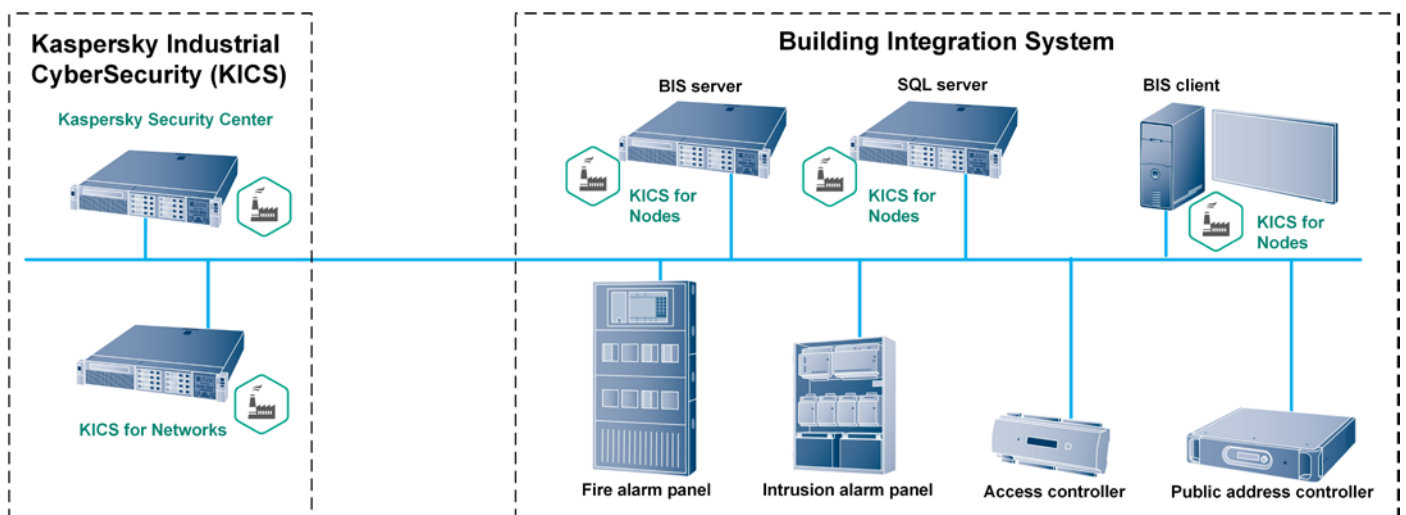 Kaspersky Industrial
CyberSecurity (KICS)
Kaspersky Security Center
KICS for Networks
Building Integration System
BIS server
SQL server
BIS client
KICS for
Nodes
KICS for
Nodes
KICS for
Nodes
Fire alarm panel
Intrusion alarm panel
Access controller
Public address controller